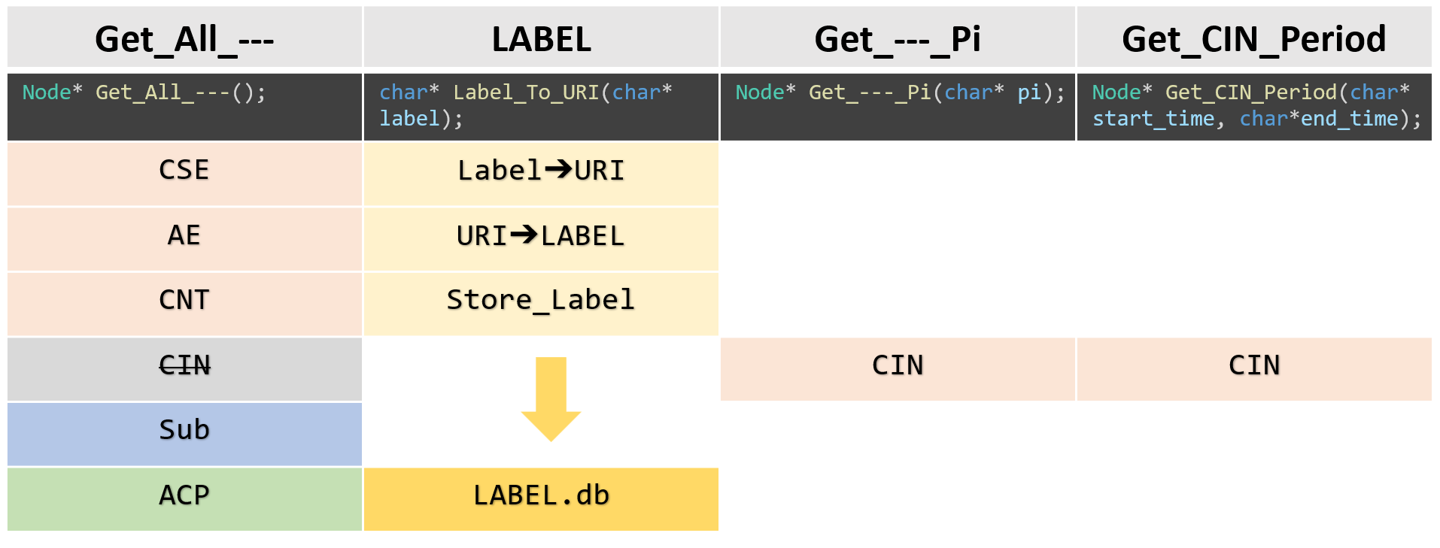 Get_All_---
LABEL
Get_---_Pi
Get_CIN_Period
Node* Get_All_---();
char* Label_To_URI(char*
label);
Node* Get_---_Pi(char* pi);
Node* Get_CIN_Period(char*
start_time, char*end_time);
CSE
Label➔URI
AE
URI➔LABEL
CNT
Store_Label
CIN
CIN
CIN
Sub
ACP
LABEL.db